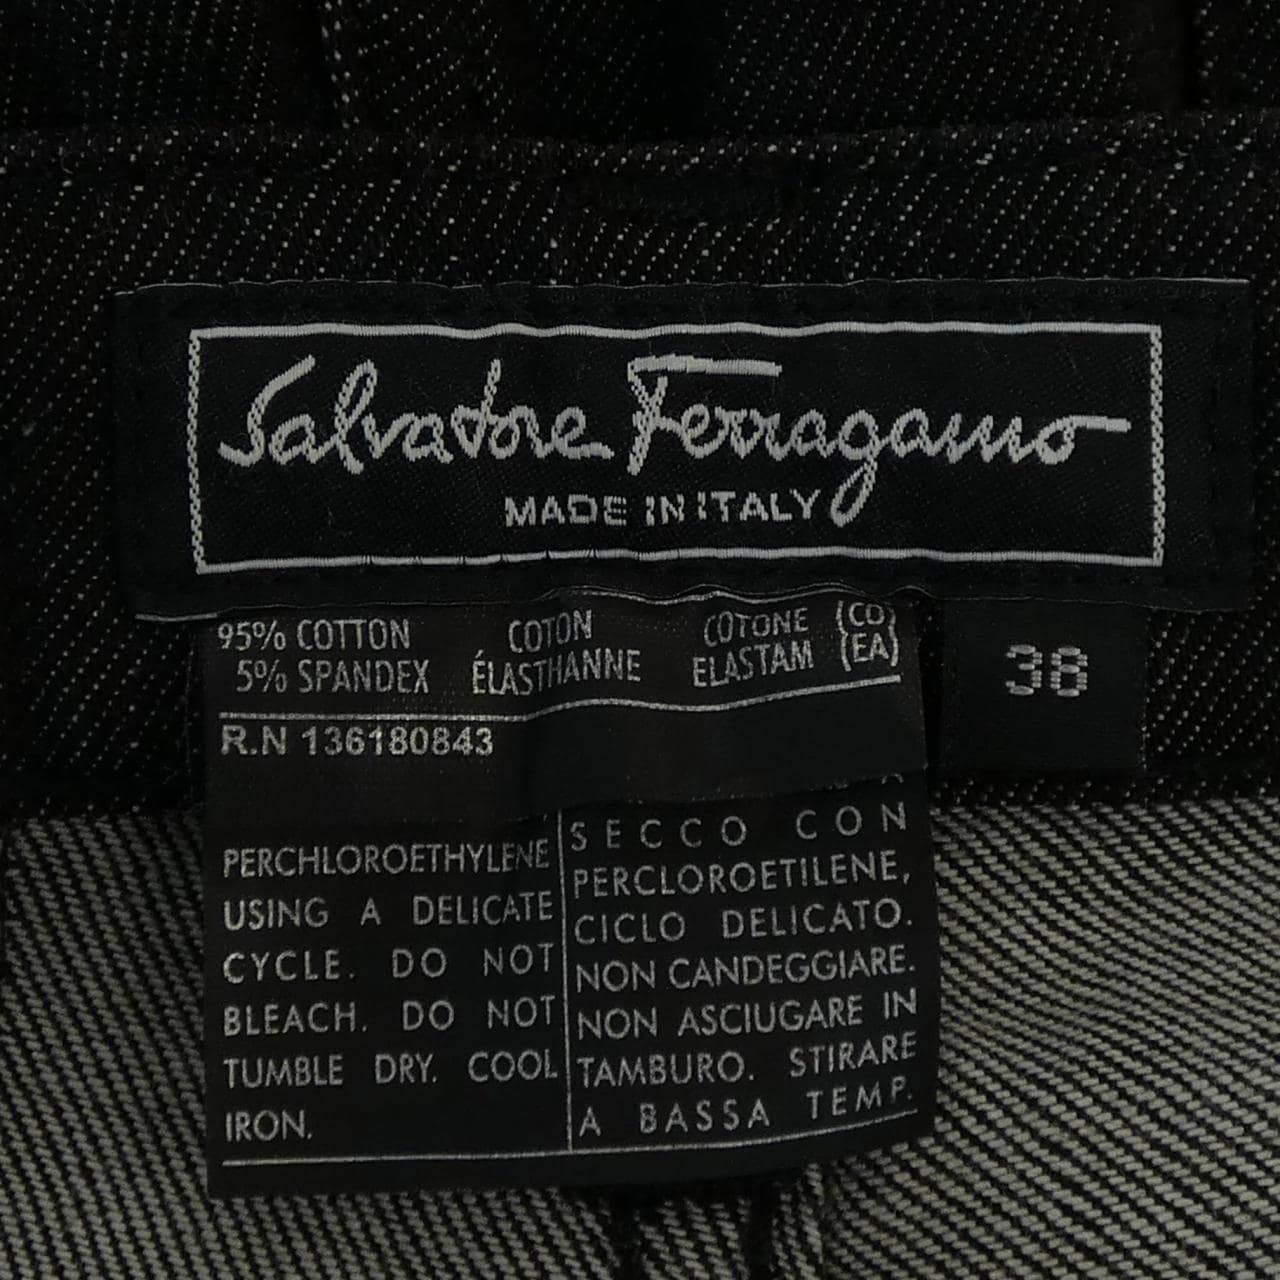 Salvatore Ferragamo
MADE IN ITALY
95% COTTON COTON COTONE (CO)
5% SPANDEX ÉLASTHANNE ELASTAM (EA)
38
R.N 136180843
PERCHLOROETHYLENE
USING A DELICATE
CYCLE. DO NOT
BLEACH. DO NOT
TUMBLE DRY. COOL
IRON.
SECCO CON
PERCLOROETILENE,
CICLO DELICATO.
NON CANDEGGIARE.
NON ASCIUGARE IN
TAMBURO. STIRARE
A BASSA TEMP.